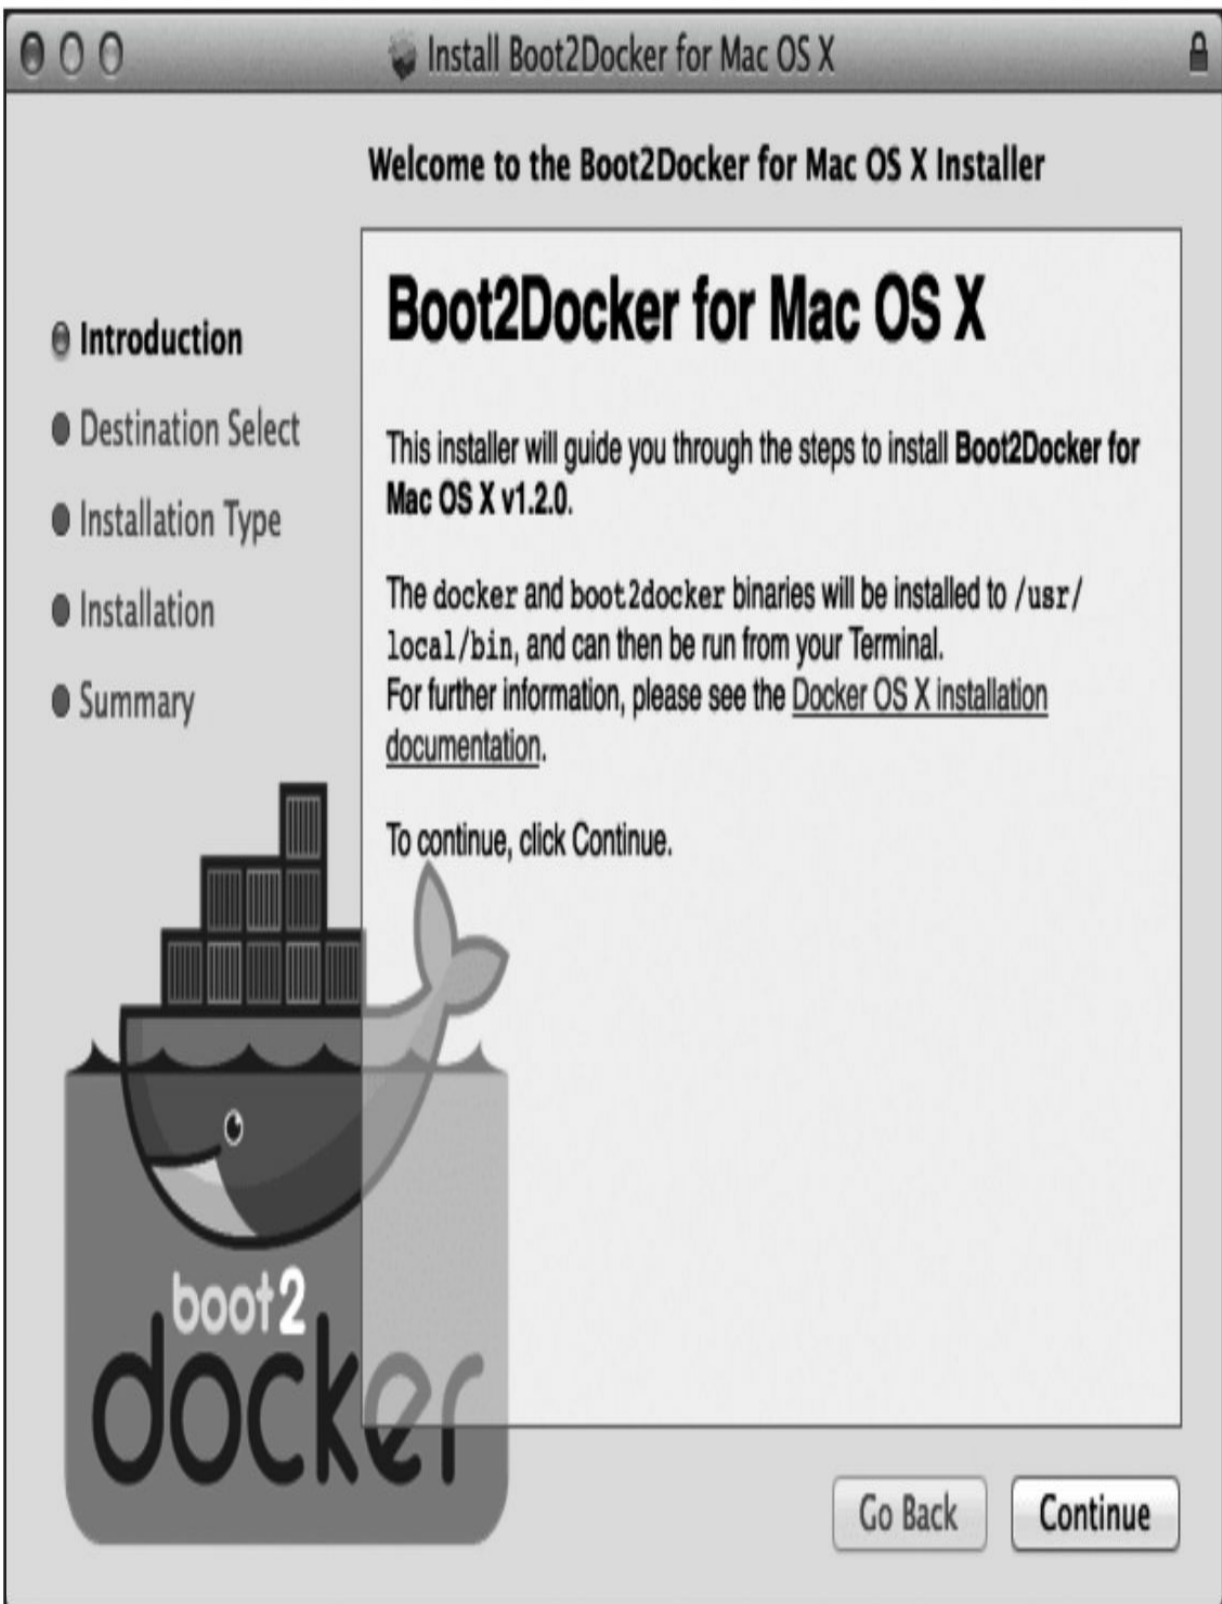 Install Boot2Docker for Mac OS X
Welcome to the Boot2Docker for Mac OS X Installer
Introduction
Destination Select
Installation Type
Installation
Summary
Boot2Docker for Mac OS X
This installer will guide you through the steps to install Boot2Docker for
Mac OS X v1.2.0.
The docker and boot2docker binaries will be installed to /usr/
local/bin, and can then be run from your Terminal.
For further information, please see the Docker OS X installation
documentation.
To continue, click Continue.
boot2
docker
Go Back
Continue